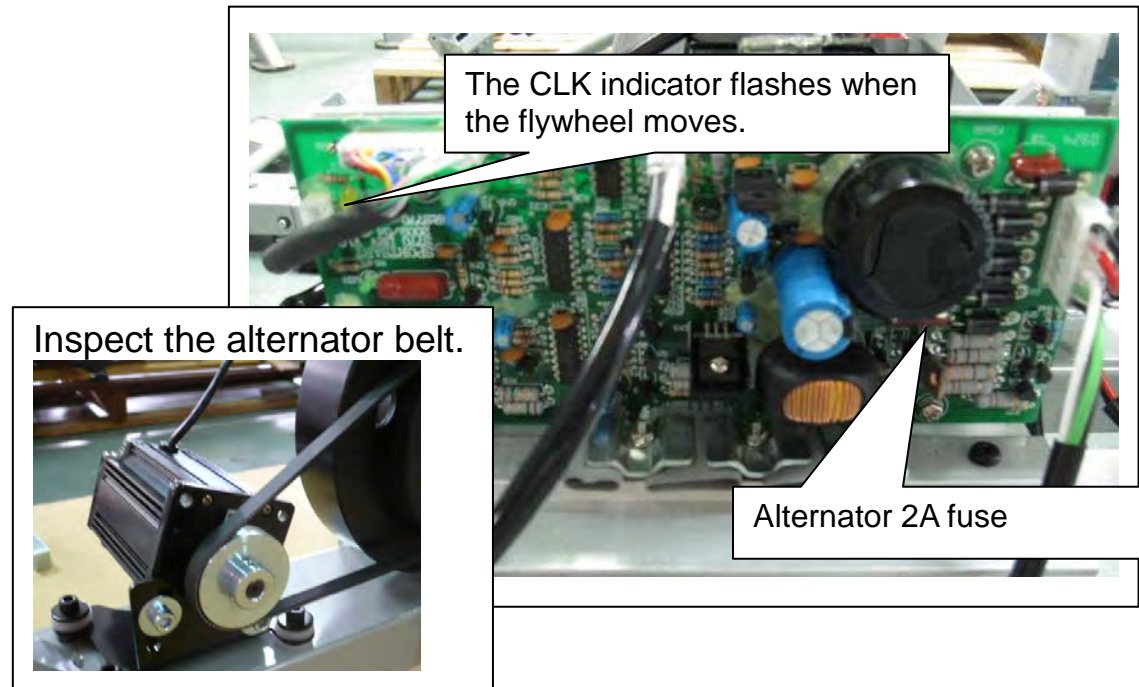 The CLK indicator flashes when
the flywheel moves.
Inspect the alternator belt.
Alternator 2A fuse